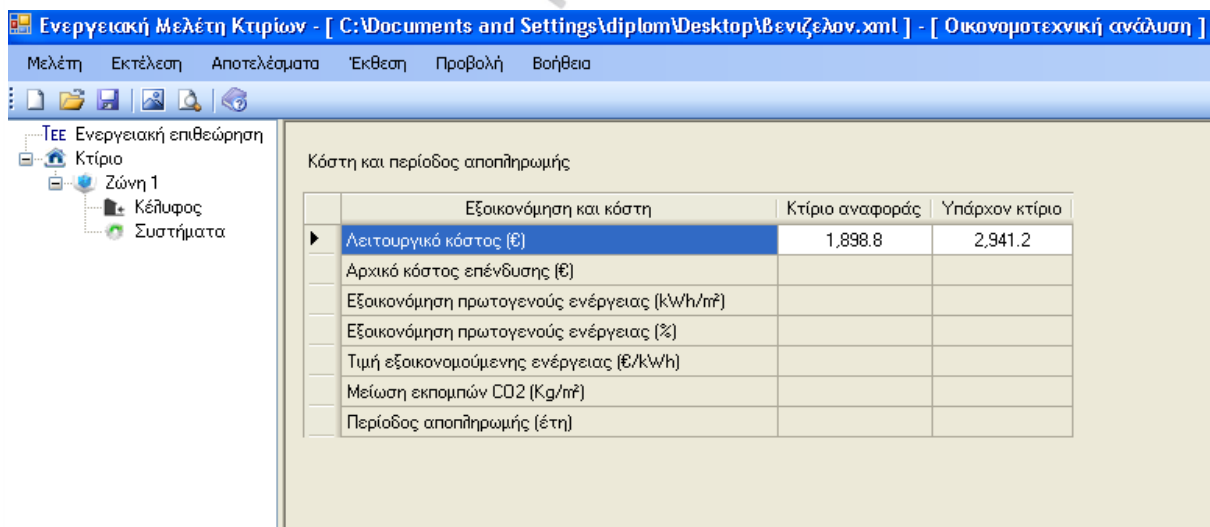 Ενεργειακή Μελέτη Κτιρίων - [ C:\Documents and Settings\diplom\Desktop\βενιζελον.xml ] - [ Οικονομοτεχνική ανάλυση ]
Μελέτη Εκτέλεση Αποτελέσματα Έκθεση Προβολή Βοήθεια
ΤΕΕ Ενεργειακή επιθεώρηση
Κτίριο
Ζώνη 1
Κέλυφος
Συστήματα
Κόστη και περίοδος αποπληρωμής
Εξοικονόμηση και κόστη Κτίριο αναφοράς Υπάρχον κτίριο
Λειτουργικό κόστος (€) 1,898.8 2,941.2
Αρχικό κόστος επένδυσης (€)
Εξοικονόμηση πρωτογενούς ενέργειας (kWh/m²)
Εξοικονόμηση πρωτογενούς ενέργειας (%)
Τιμή εξοικονομούμενης ενέργειας (€/kWh)
Μείωση εκπομπών CO2 (Kg/m²)
Περίοδος αποπληρωμής (έτη)